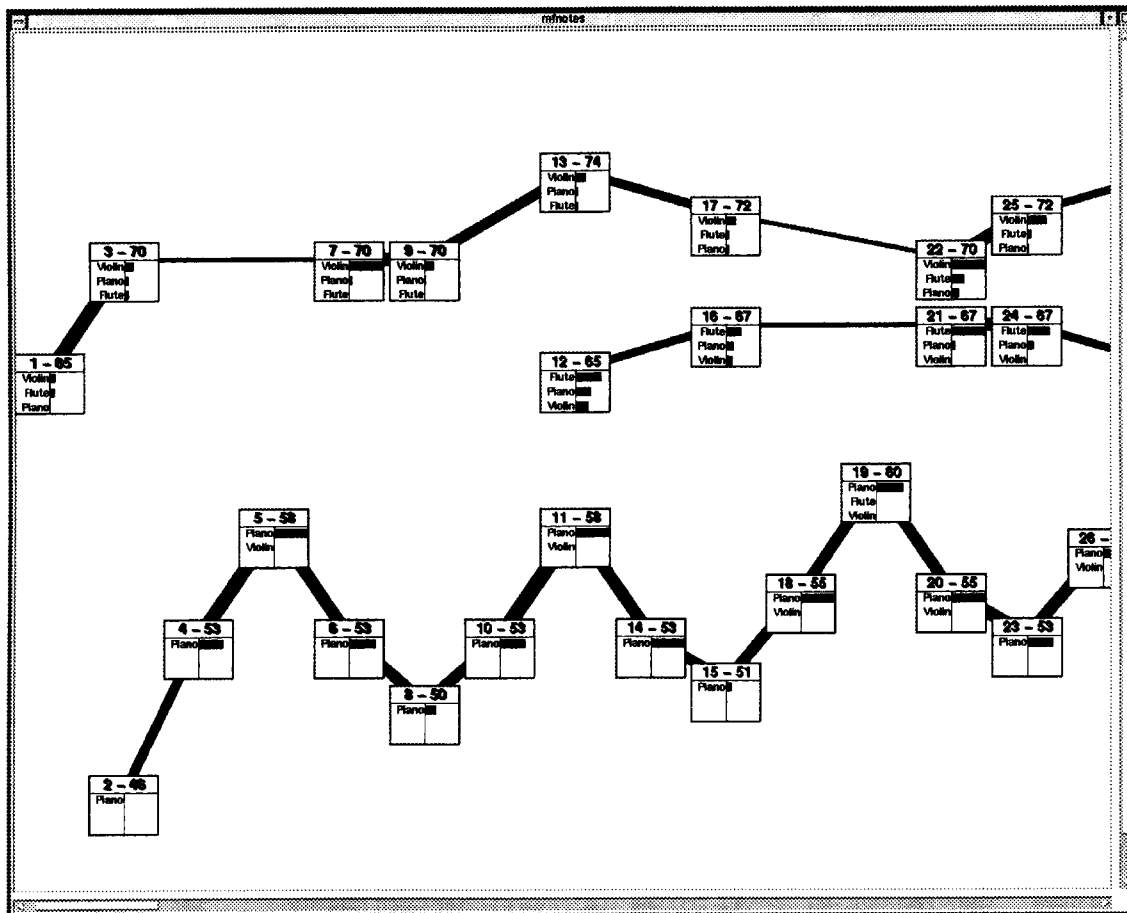 mfnotes
13 – 74
Violin
Piano
Flute
17 – 72
Violin
Flute
Piano
25 – 72
Violin
Flute
Piano
3 – 70
Violin
Piano
Flute
7 – 70
Violin
Piano
Flute
9 – 70
Violin
Piano
Flute
22 – 70
Violin
Flute
Piano
1 – 65
Violin
Flute
Piano
12 – 65
Flute
Piano
Violin
16 – 67
Flute
Piano
Violin
21 – 67
Flute
Piano
Violin
24 – 67
Flute
Piano
Violin
19 – 60
Piano
Flute
Violin
5 – 58
Piano
Violin
11 – 58
Piano
Violin
26 –
Piano
Violin
18 – 55
Piano
Violin
20 – 55
Piano
Violin
4 – 53
Piano
6 – 53
Piano
10 – 53
Piano
14 – 53
Piano
23 – 53
Piano
15 – 51
Piano
8 – 50
Piano
2 – 46
Piano